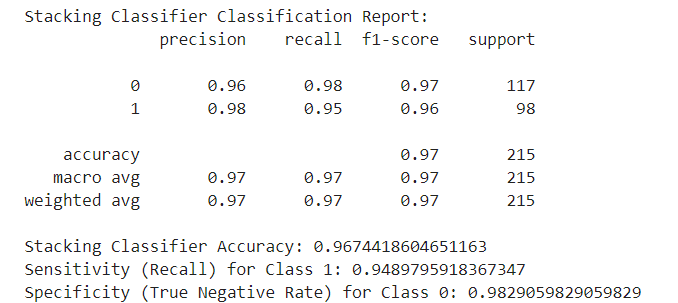 Stacking Classifier Classification Report:
precision recall f1-score support
0 0.96 0.98 0.97 117
1 0.98 0.95 0.96 98
accuracy 0.97 215
macro avg 0.97 0.97 0.97 215
weighted avg 0.97 0.97 0.97 215
Stacking Classifier Accuracy: 0.9674418604651163
Sensitivity (Recall) for Class 1: 0.9489795918367347
Specificity (True Negative Rate) for Class 0: 0.9829059829059829